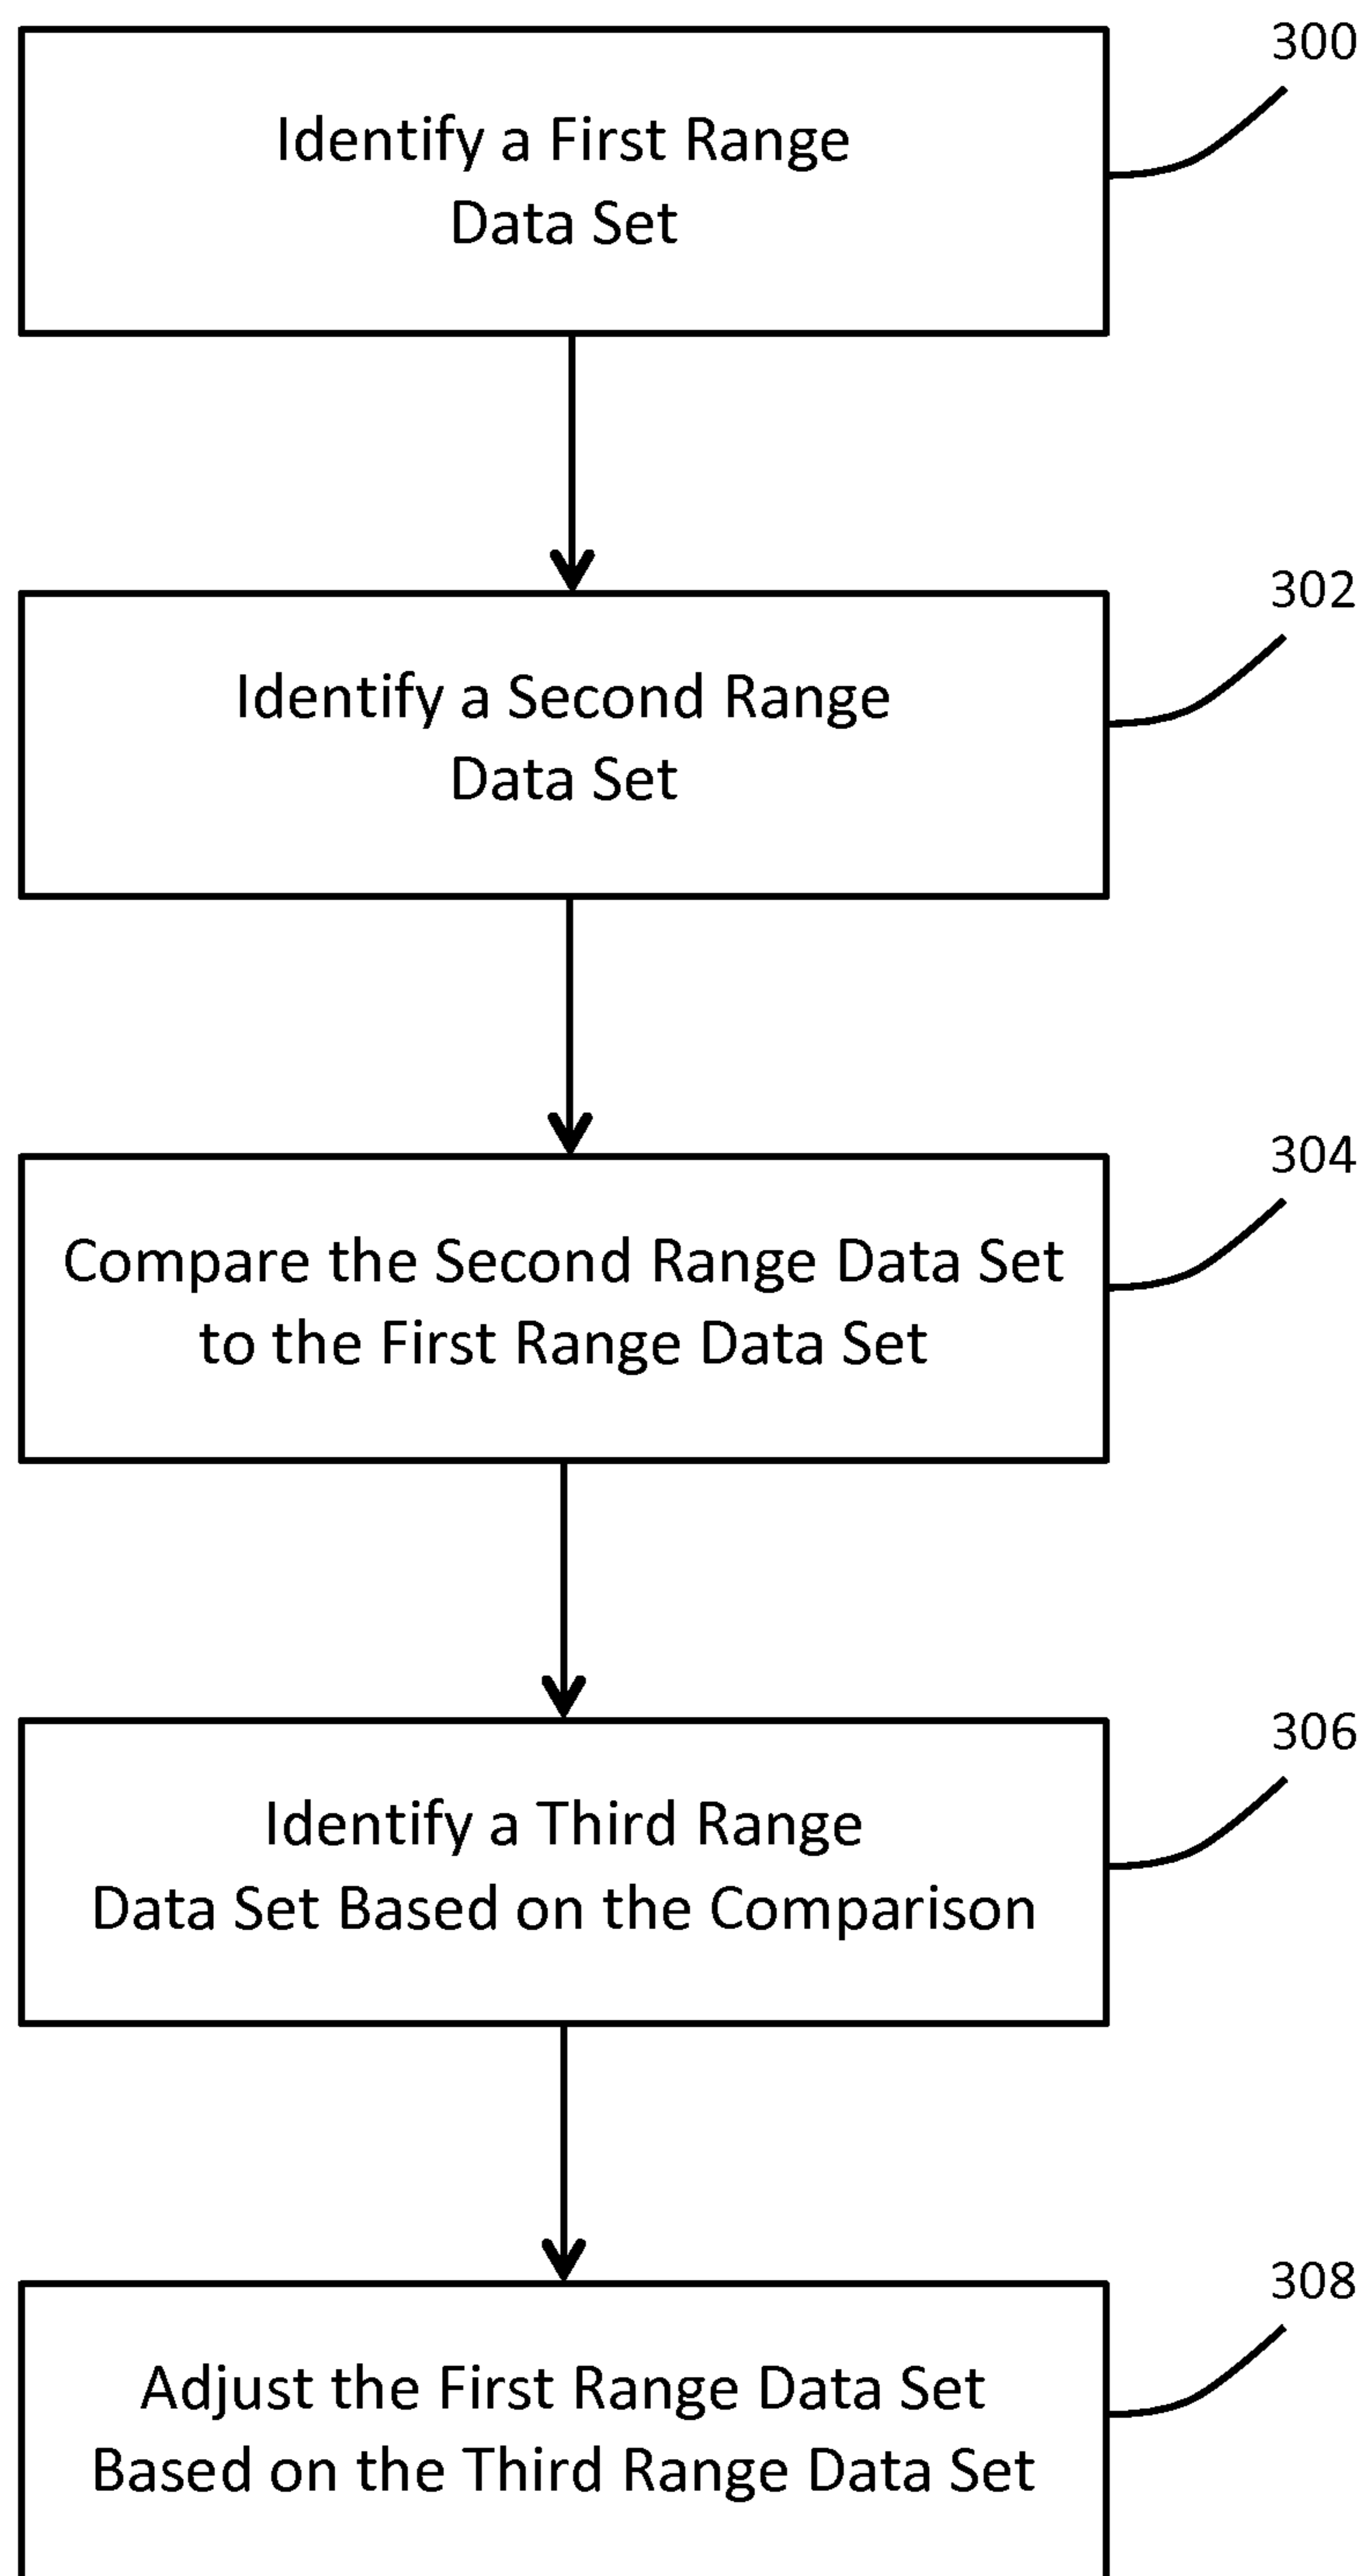 300
Identify a First Range
Data Set
302
Identify a Second Range
Data Set
304
Compare the Second Range Data Set
to the First Range Data Set
306
Identify a Third Range
Data Set Based on the Comparison
308
Adjust the First Range Data Set
Based on the Third Range Data Set